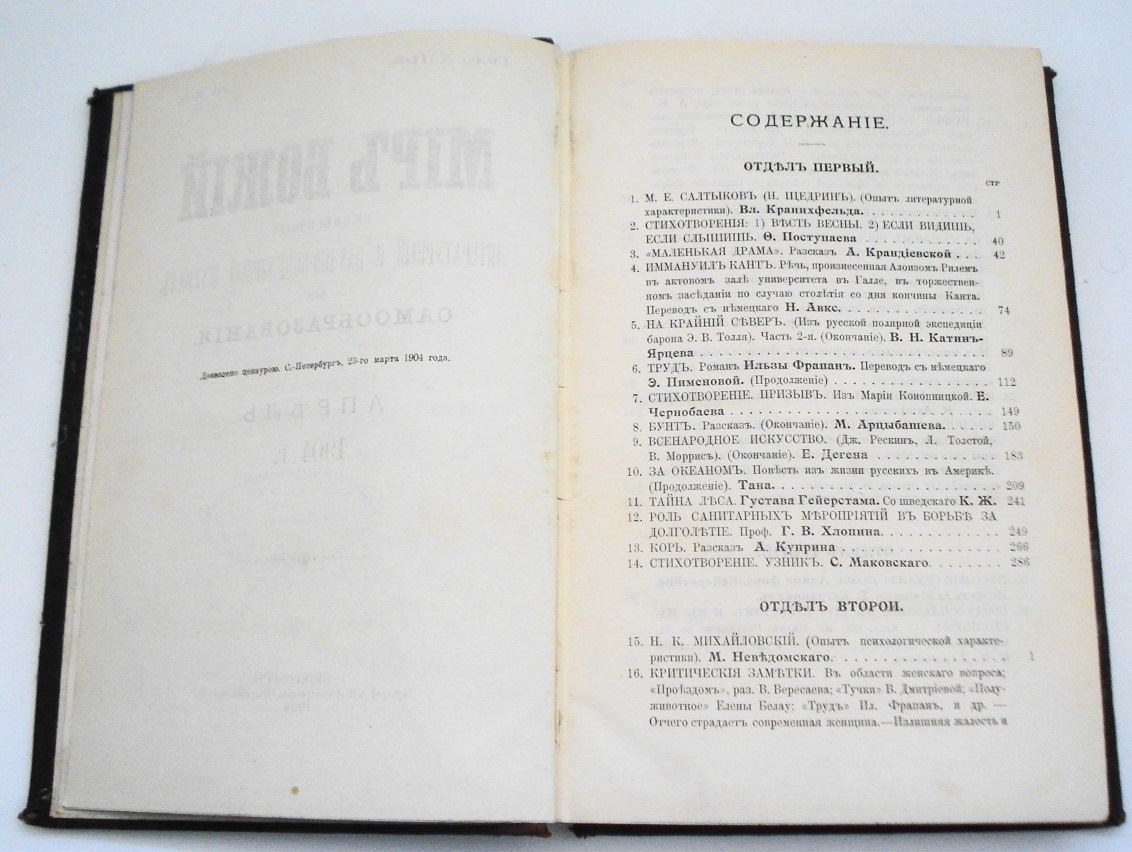 Дозволено цензурою. С.-Петербургъ, 23-го марта 1904 года.
СОДЕРЖАНІЕ.
ОТДѢЛЪ ПЕРВЫЙ.
СТР
1. М. Е. САЛТЫКОВЪ (Н. ЩЕДРИНЪ). (Опытъ литературной
характеристики). Вл. Кранихфельда. 1
2. СТИХОТВОРЕНІЯ: 1) ВѢСТЬ ВЕСНЫ. 2) ЕСЛИ ВИДИШЬ,
ЕСЛИ СЛЫШИШЬ. Ѳ. Поступаева 40
3. «МАЛЕНЬКАЯ ДРАМА». Разсказъ А. Крандіевской 42
4. ИММАНУИЛЪ КАНТЪ. Рѣчь, произнесенная Алоизомъ Рилемъ
въ актовомъ залѣ университета въ Галле, въ торжествен-
номъ засѣданіи по случаю столѣтія со дня кончины Канта.
Переводъ съ нѣмецкаго Н. Авкс. 74
5. НА КРАЙНІЙ СѢВЕРЪ. (Изъ русской полярной экспедиціи
барона Э. В. Толля). Часть 2-я. (Окончаніе). В. Н. Катинъ-
Ярцева 89
6. ТРУДЪ. Романъ Ильзы Фрапанъ. Переводъ съ нѣмецкаго
Э. Пименовой. (Продолженіе) 112
7. СТИХОТВОРЕНІЕ. ПРИЗЫВЪ. Изъ Маріи Конопницкой. Е.
Чернобаева 149
8. БУНТЪ. Разсказъ. (Окончаніе). М. Арцыбашева. 150
9. ВСЕНАРОДНОЕ ИСКУССТВО. (Дж. Рескинъ, Л. Толстой,
В. Моррисъ). (Окончаніе). Е. Дегена 183
10. ЗА ОКЕАНОМЪ. Повѣсть изъ жизни русскихъ въ Америкѣ.
(Продолженіе). Тана. 209
11. ТАЙНА ЛѢСА. Густава Гейерстама. Со шведскаго К. Ж. 241
12. РОЛЬ САНИТАРНЫХЪ МѢРОПРІЯТІЙ ВЪ БОРЬБѢ ЗА
ДОЛГОЛѢТІЕ. Проф. Г. В. Хлопина. 249
13. КОРЬ. Разсказъ А. Куприна 266
14. СТИХОТВОРЕНІЕ. УЗНИКЪ. С. Маковскаго. 286
ОТДѢЛЪ ВТОРОЙ.
15. Н. К. МИХАЙЛОВСКІЙ. (Опытъ психологической характе-
ристики). М. Невѣдомскаго. 1
16. КРИТИЧЕСКІЯ ЗАМѢТКИ. Въ области женскаго вопроса;
«Проѣздомъ», раз. В. Вересаева; «Тучки» В. Дмитріевой; «Полу-
животное» Елены Белау; «Трудъ» Ил. Фрапанъ, и др. —
Отчего страдаетъ современная женщина.—Излишняя жалость и